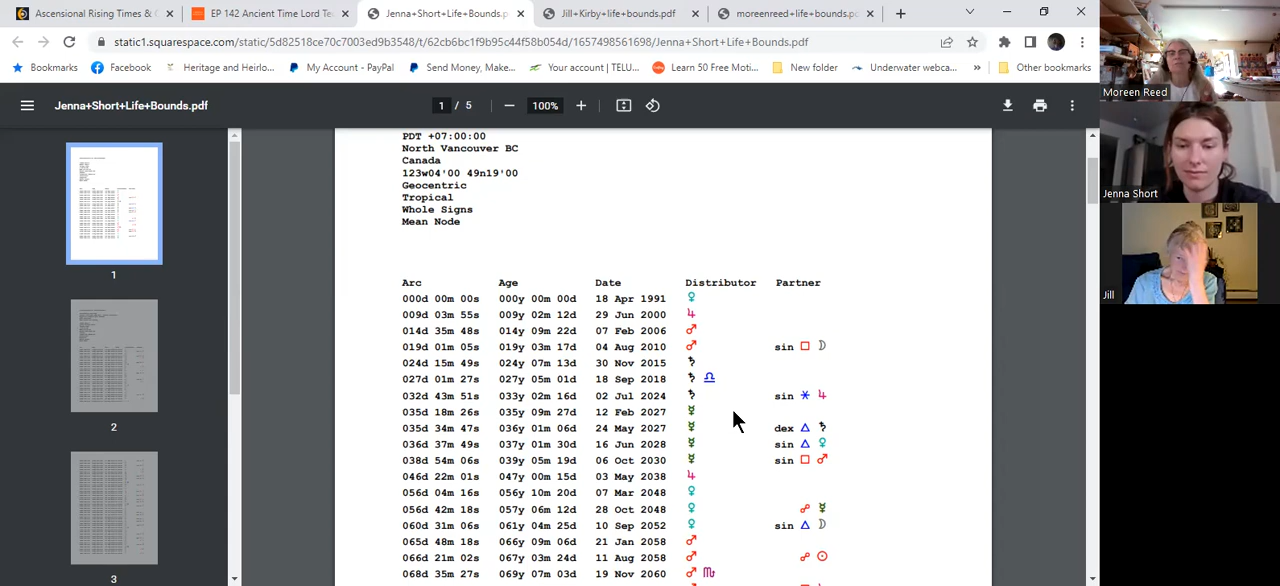 Ascensional Rising Times & C
EP 142 Ancient Time Lord Te
Jenna+Short+Life+Bounds.p
Jill+Kirby+life+bounds.pdf
moreenreed+life+bounds.pd
static1.squarespace.com/static/5d82518ce70c7003ed9b3548/t/62cb6bc1f9b95c44f58b054d/1657498561698/Jenna+Short+Life+Bounds.pdf
Bookmarks
Facebook
Heritage and Heirlo...
My Account - PayPal
Your account | TELU...
Learn 50 Free Moti...
New folder
Underwater webca...
»
Other bookmarks
Jenna+Short+Life+Bounds.pdf
1 / 5
100%
1
2
3
PDT +07:00:00
North Vancouver BC
Canada
123w04'00 49n19'00
Geocentric
Tropical
Whole Signs
Mean Node
Arc Age Date Distributor Partner
000d 00m 00s 000y 00m 00d 18 Apr 1991 ♀
009d 03m 55s 009y 02m 12d 29 Jun 2000 ♃
014d 35m 48s 014y 09m 22d 07 Feb 2006 ♂
019d 01m 05s 019y 03m 17d 04 Aug 2010 ♂ sin □ ☽
024d 15m 49s 024y 07m 13d 30 Nov 2015 ♄
027d 01m 27s 027y 05m 01d 18 Sep 2018 ♄ ♎
032d 43m 51s 033y 02m 16d 02 Jul 2024 ♄ sin ⚹ ♃
035d 18m 26s 035y 09m 27d 12 Feb 2027 ☿
035d 34m 47s 036y 01m 06d 24 May 2027 ☿ dex △ ♄
036d 37m 49s 037y 01m 30d 16 Jun 2028 ☿ sin △ ♀
038d 54m 06s 039y 05m 19d 06 Oct 2030 ☿ sin □ ♂
046d 22m 01s 047y 00m 15d 03 May 2038 ♃
056d 04m 16s 056y 10m 20d 07 Mar 2048 ♀
056d 42m 18s 057y 06m 12d 28 Oct 2048 ♀ ☍ ☿
♀ sin △ ☽
065d 48m 18s 066y 09m 06d 21 Jan 2058 ♂
066d 21m 02s 067y 03m 24d 11 Aug 2058 ♂ ☍ ☉
068d 35m 27s 069y 07m 03d 19 Nov 2060 ♂ ♏
Moreen Reed
Jenna Short
Jill